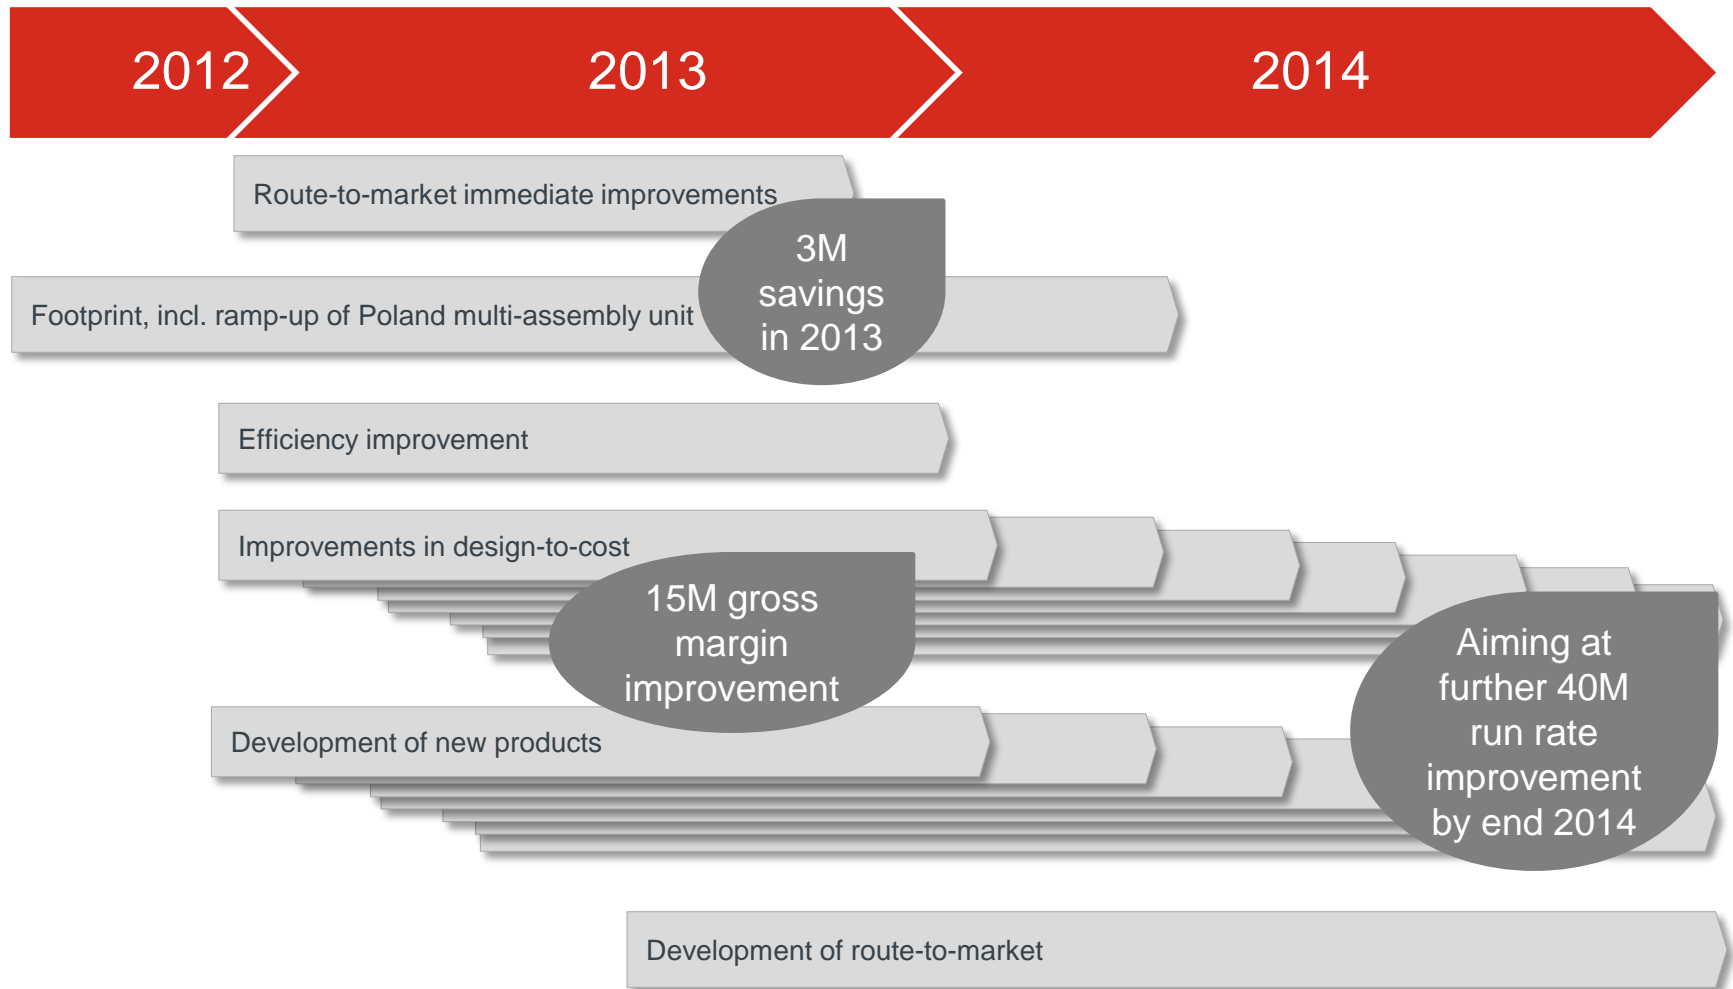 2012
2013
2014
Route-to-market immediate improvements
3M
savings
in 2013
Footprint, incl. ramp-up of Poland multi-assembly unit
Efficiency improvement
Improvements in design-to-cost
15M gross
margin
improvement
Aiming at
further 40M
run rate
improvement
by end 2014
Development of new products
Development of route-to-market